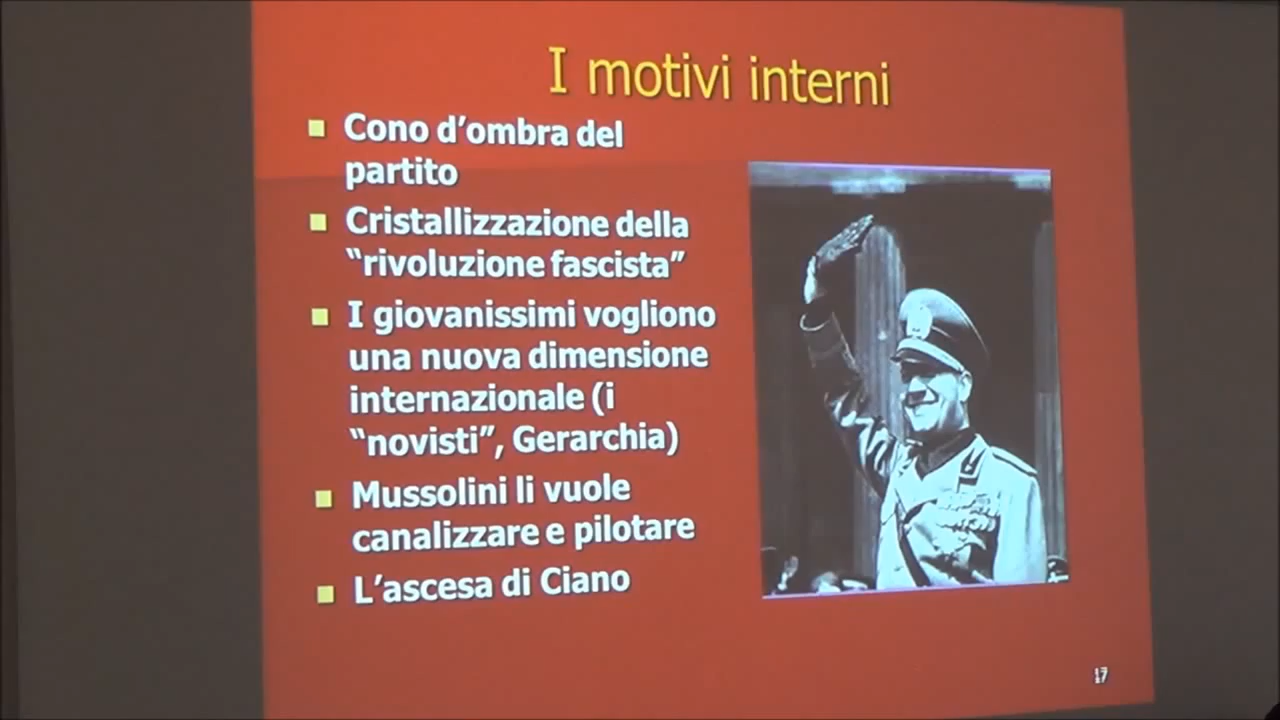 I motivi interni
Cono d’ombra del
partito
Cristallizzazione della
“rivoluzione fascista”
I giovanissimi vogliono
una nuova dimensione
internazionale (i
“novisti”, Gerarchia)
Mussolini li vuole
canalizzare e pilotare
L’ascesa di Ciano
17